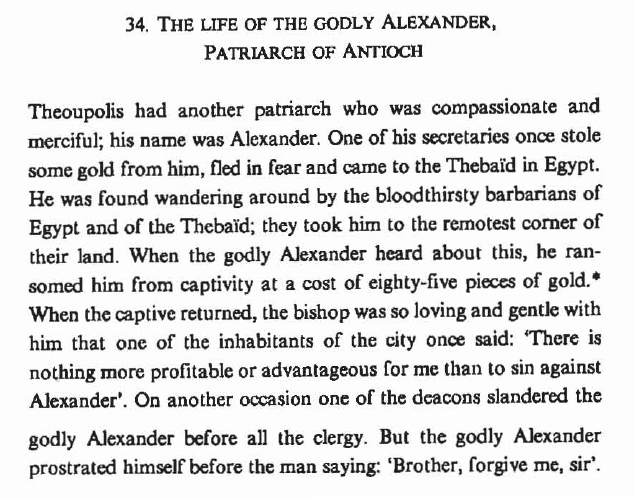 34. THE LIFE OF THE GODLY ALEXANDER,
PATRIARCH OF ANTIOCH
Theoupolis had another patriarch who was compassionate and
merciful; his name was Alexander. One of his secretaries once stole
some gold from him, fled in fear and came to the Thebaïd in Egypt.
He was found wandering around by the bloodthirsty barbarians of
Egypt and of the Thebaïd; they took him to the remotest corner of
their land. When the godly Alexander heard about this, he ran-
somed him from captivity at a cost of eighty-five pieces of gold.*
When the captive returned, the bishop was so loving and gentle with
him that one of the inhabitants of the city once said: ‘There is
nothing more profitable or advantageous for me than to sin against
Alexander’. On another occasion one of the deacons slandered the
godly Alexander before all the clergy. But the godly Alexander
prostrated himself before the man saying: ‘Brother, forgive me, sir’.